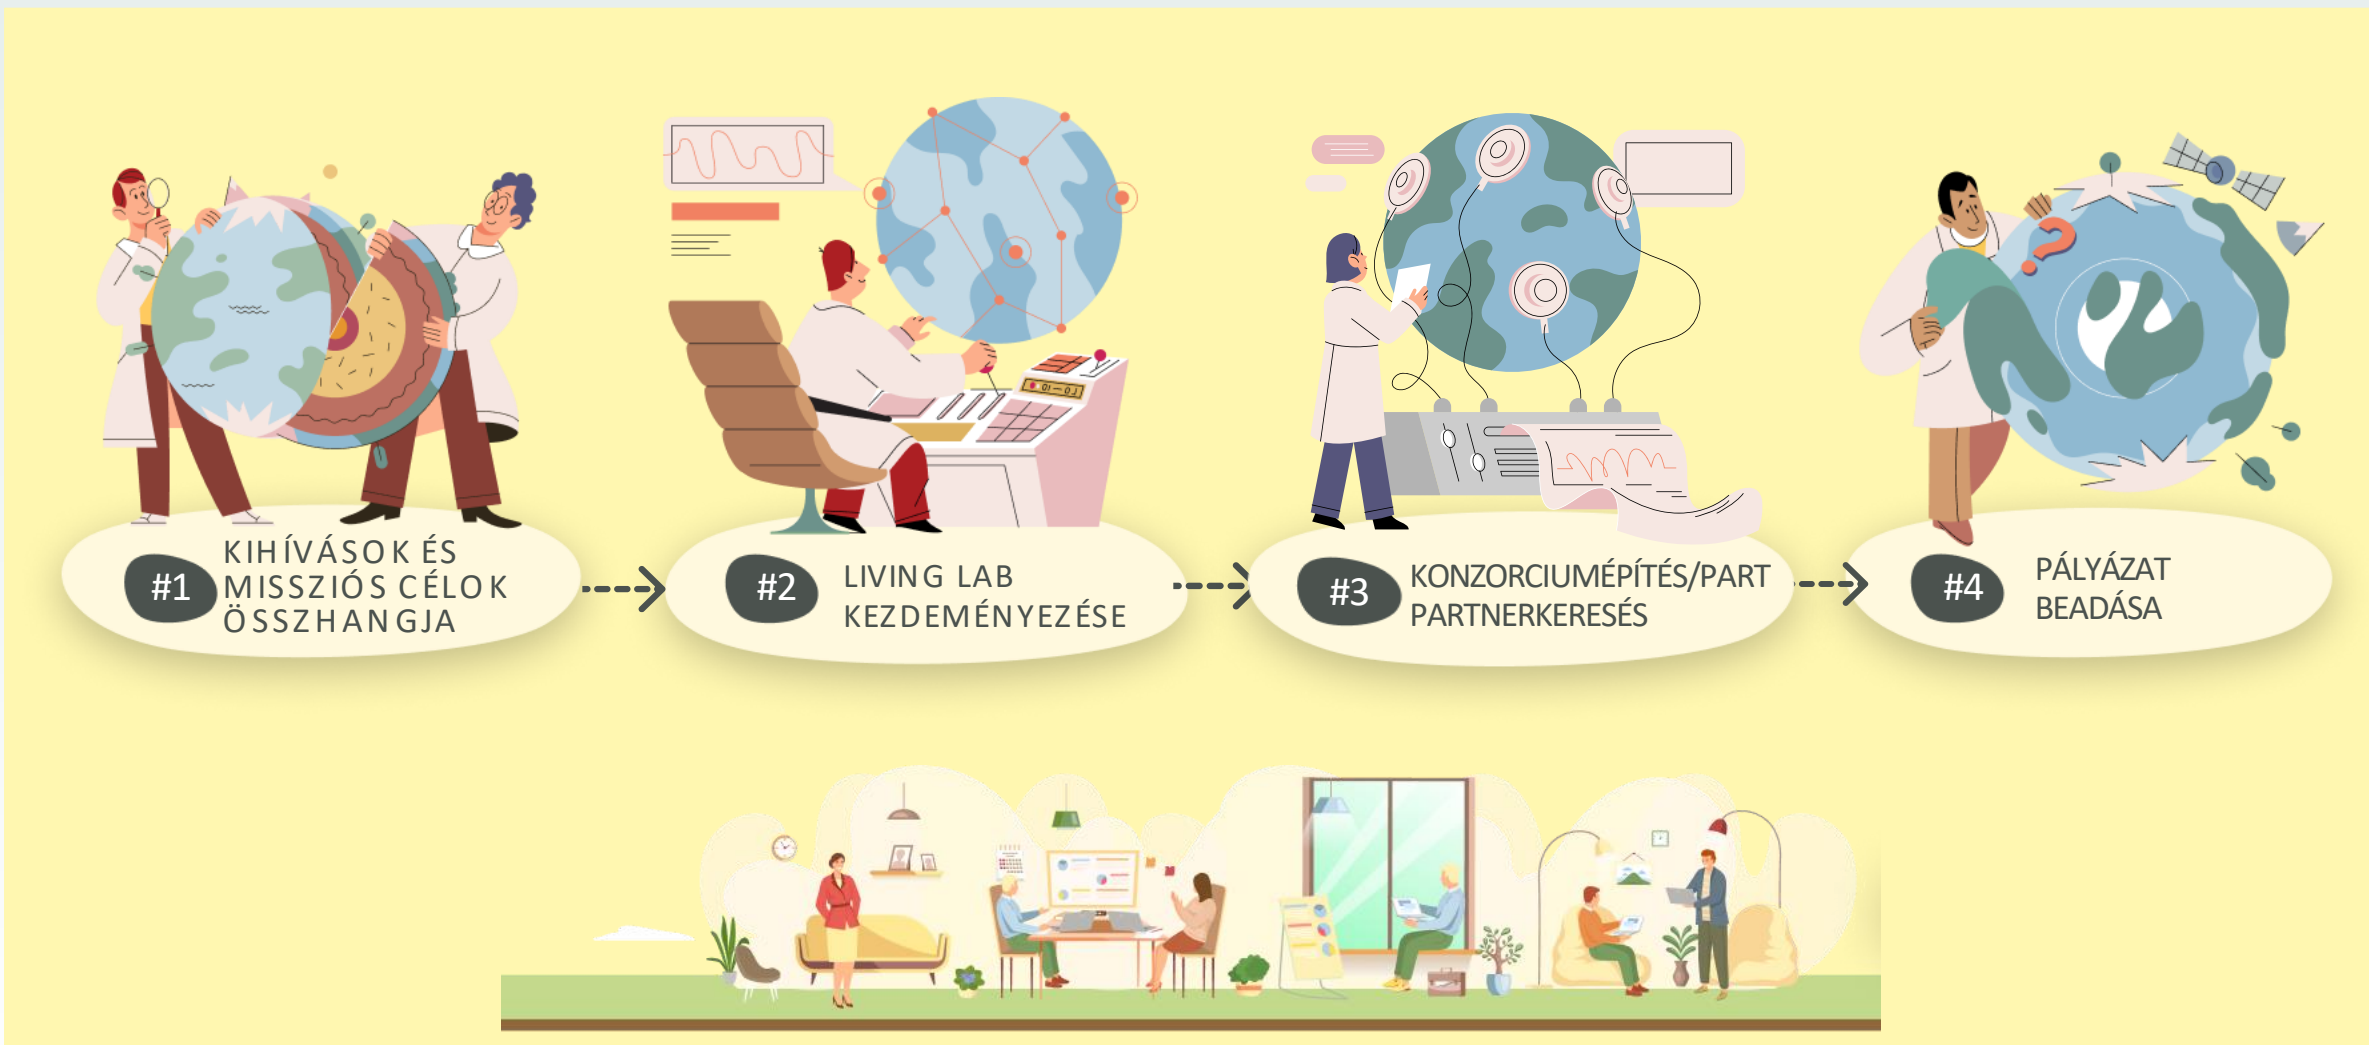 #1
KIHÍVÁSOK ÉS
MISSZIÓS CÉLOK
ÖSSZHANGJA
#2
LIVING LAB
KEZDEMÉNYEZÉSE
#3
KONZORCIUMÉPÍTÉS/PART
PARTNERKERESÉS
#4
PÁLYÁZAT
BEADÁSA
?